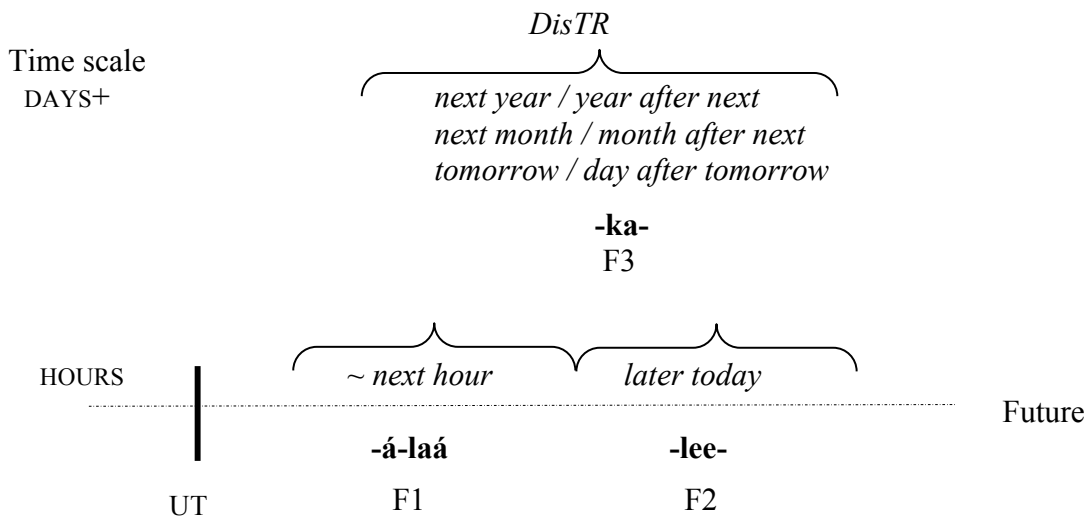 DisTR
Time scale
DAYS+
next year / year after next
next month / month after next
tomorrow / day after tomorrow
-ka-
F3
HOURS
~ next hour
later today
Future
-á-laá
-lee-
UT
F1
F2